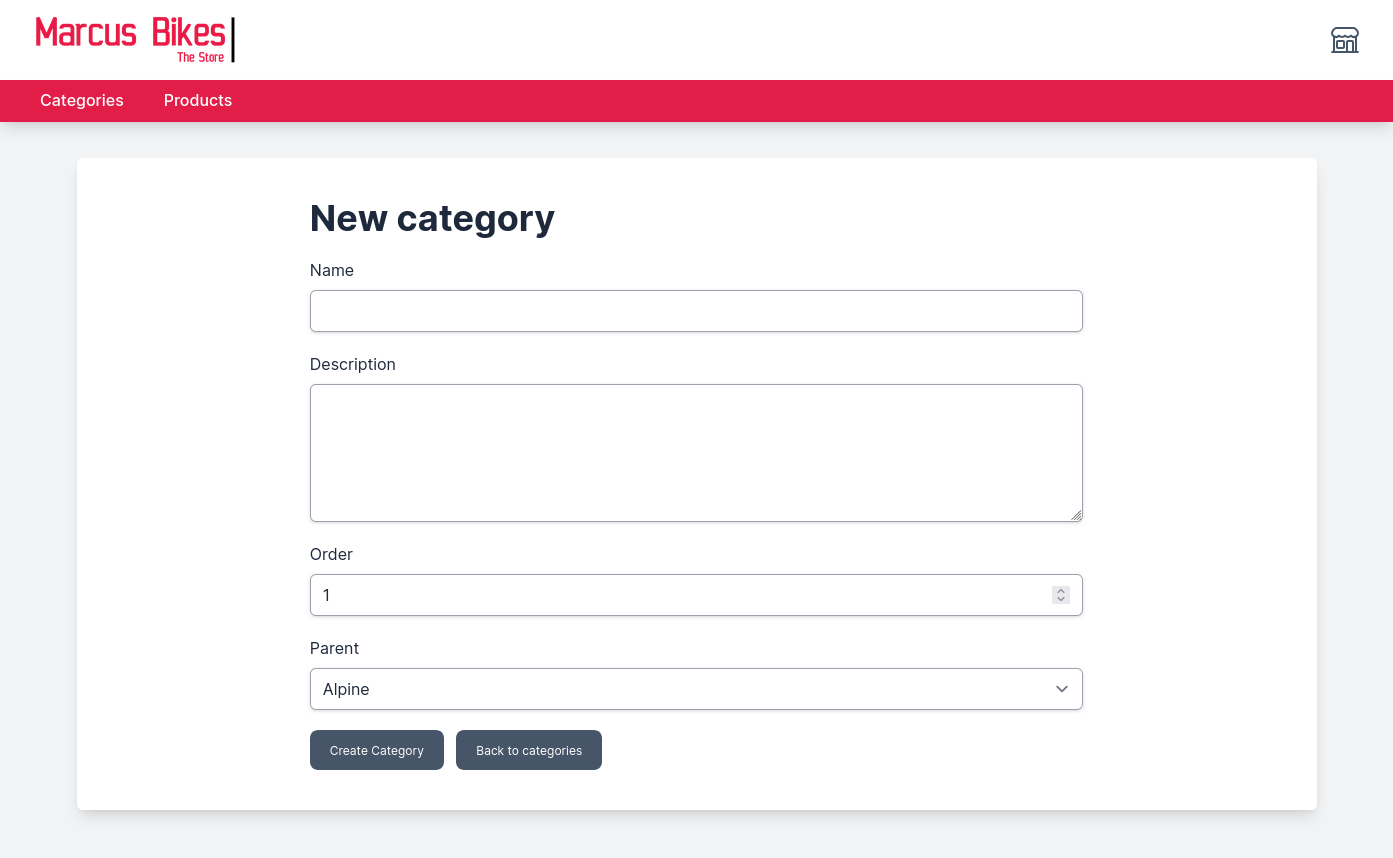 Marcus Bikes
The Store
Categories Products
New category
Name
Description
Order
1
Parent
Alpine
Create Category Back to categories